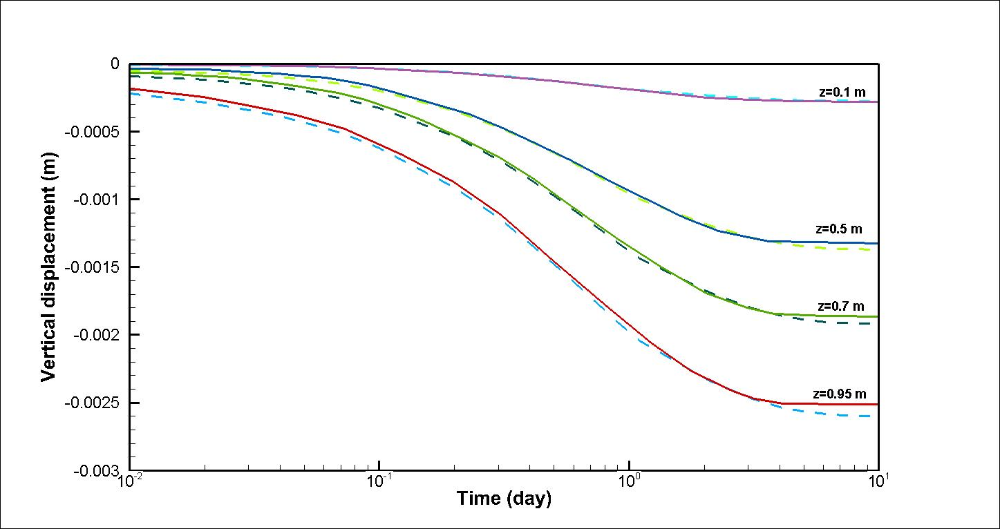 0
-0.0005
-0.001
-0.0015
-0.002
-0.0025
-0.003
Vertical displacement (m)
z=0.1 m
z=0.5 m
z=0.7 m
z=0.95 m
10-2
10-1
100
101
Time (day)